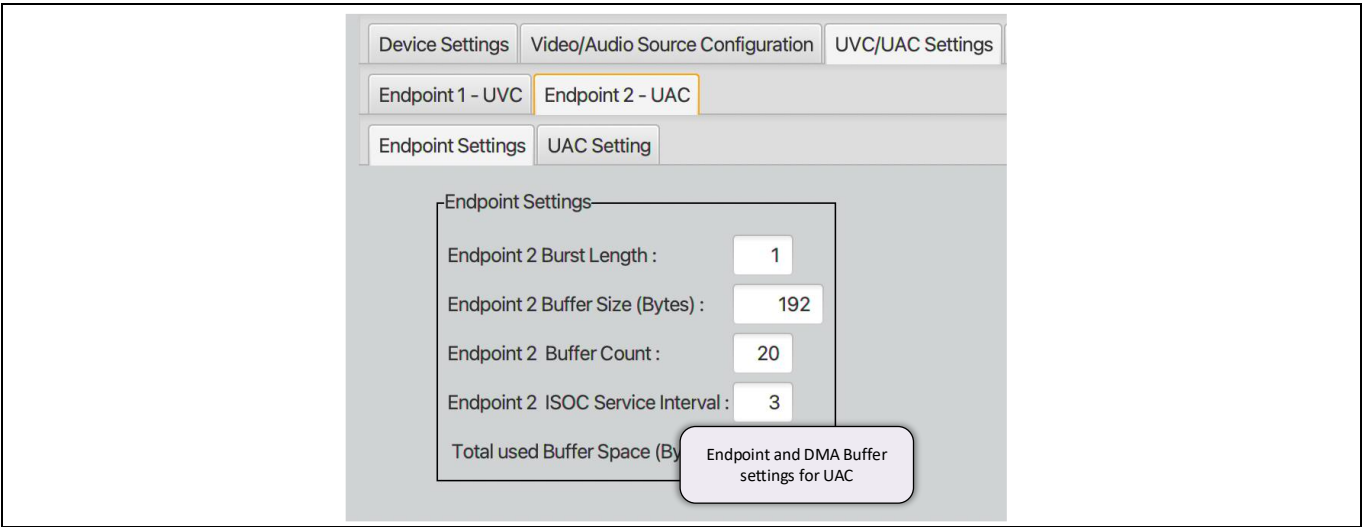 Device Settings Video/Audio Source Configuration UVC/UAC Settings
Endpoint 1 - UVC Endpoint 2 - UAC
Endpoint Settings UAC Setting
Endpoint Settings
Endpoint 2 Burst Length : 1
Endpoint 2 Buffer Size (Bytes) : 192
Endpoint 2 Buffer Count : 20
Endpoint 2 ISOC Service Interval : 3
Total used Buffer Space (By
Endpoint and DMA Buffer
settings for UAC